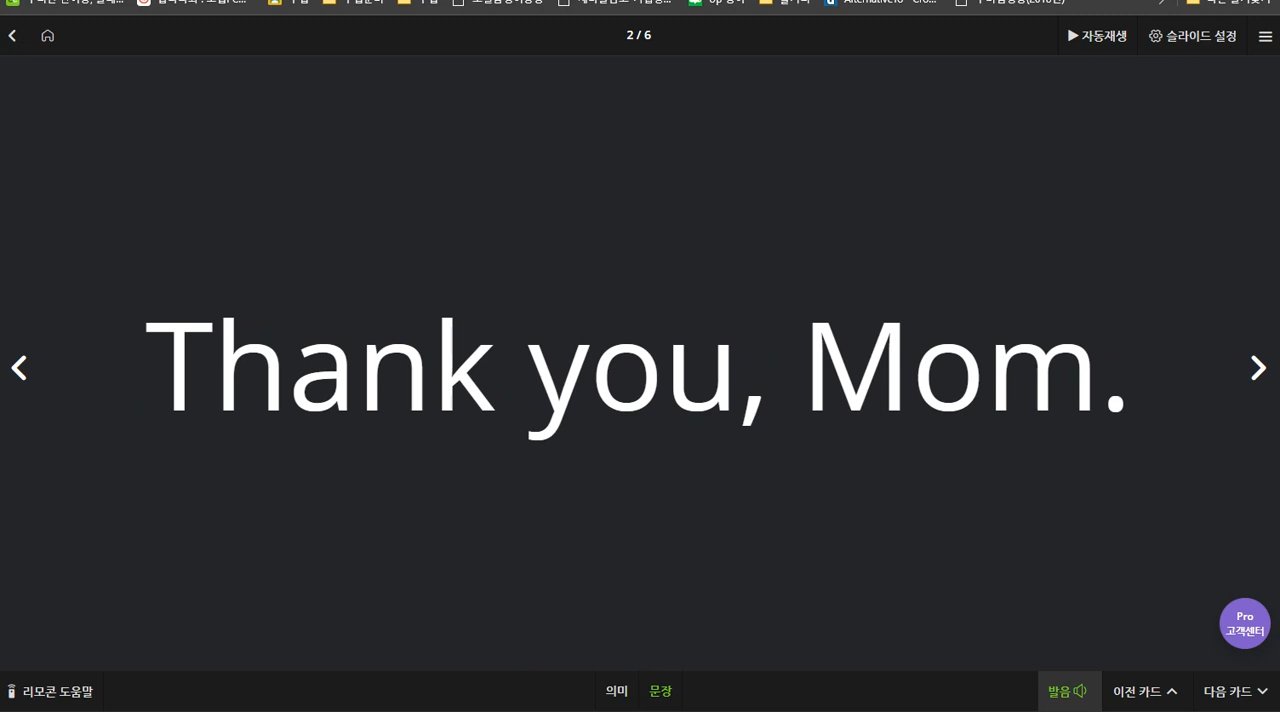 2 / 6
자동재생
슬라이드 설정
Thank you, Mom.
Pro
고객센터
리모콘 도움말
의미
문장
발음
이전 카드
다음 카드